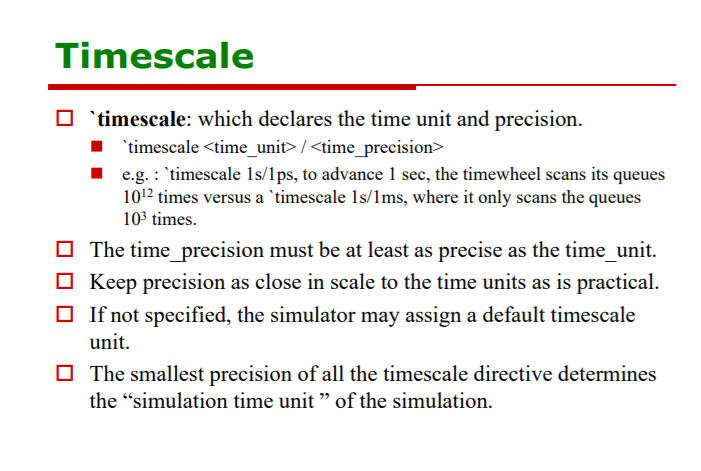 Timescale
`timescale: which declares the time unit and precision.
`timescale <time_unit> / <time_precision>
e.g. : `timescale 1s/1ps, to advance 1 sec, the timewheel scans its queues
10¹² times versus a `timescale 1s/1ms, where it only scans the queues
10³ times.
The time_precision must be at least as precise as the time_unit.
Keep precision as close in scale to the time units as is practical.
If not specified, the simulator may assign a default timescale
unit.
The smallest precision of all the timescale directive determines
the “simulation time unit ” of the simulation.